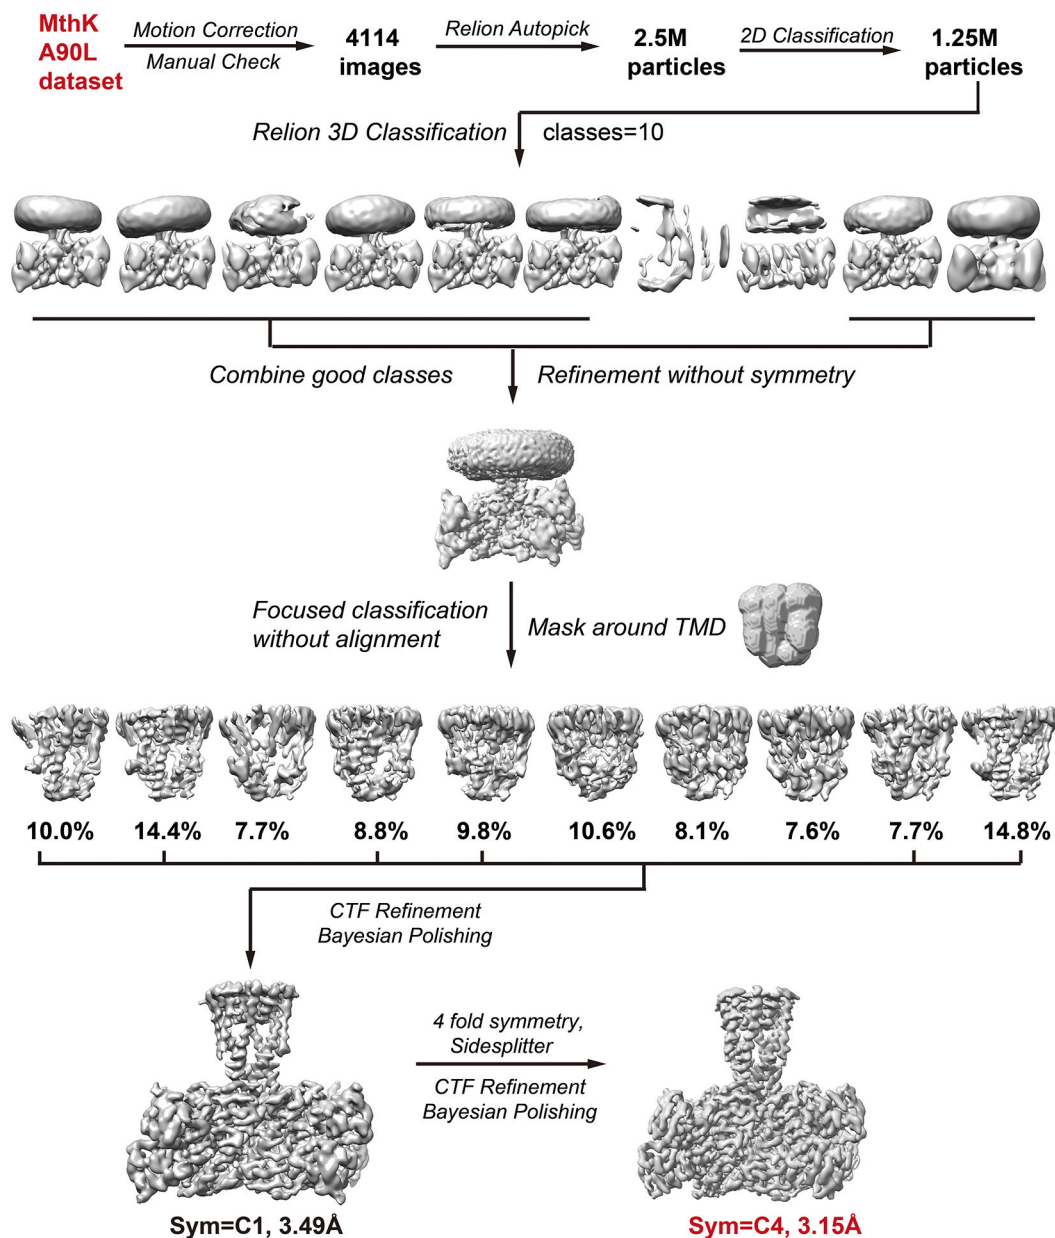 MthK
A90L
dataset
Motion Correction
Manual Check
4114
images
Relion Autopick
2.5M
particles
2D Classification
1.25M
particles
Relion 3D Classification
classes=10
Combine good classes
Refinement without symmetry
Focused classification
without alignment
Mask around TMD
10.0%
14.4%
7.7%
8.8%
9.8%
10.6%
8.1%
7.6%
7.7%
14.8%
CTF Refinement
Bayesian Polishing
4 fold symmetry,
Sidesplitter
CTF Refinement
Bayesian Polishing
Sym=C1, 3.49Å
Sym=C4, 3.15Å